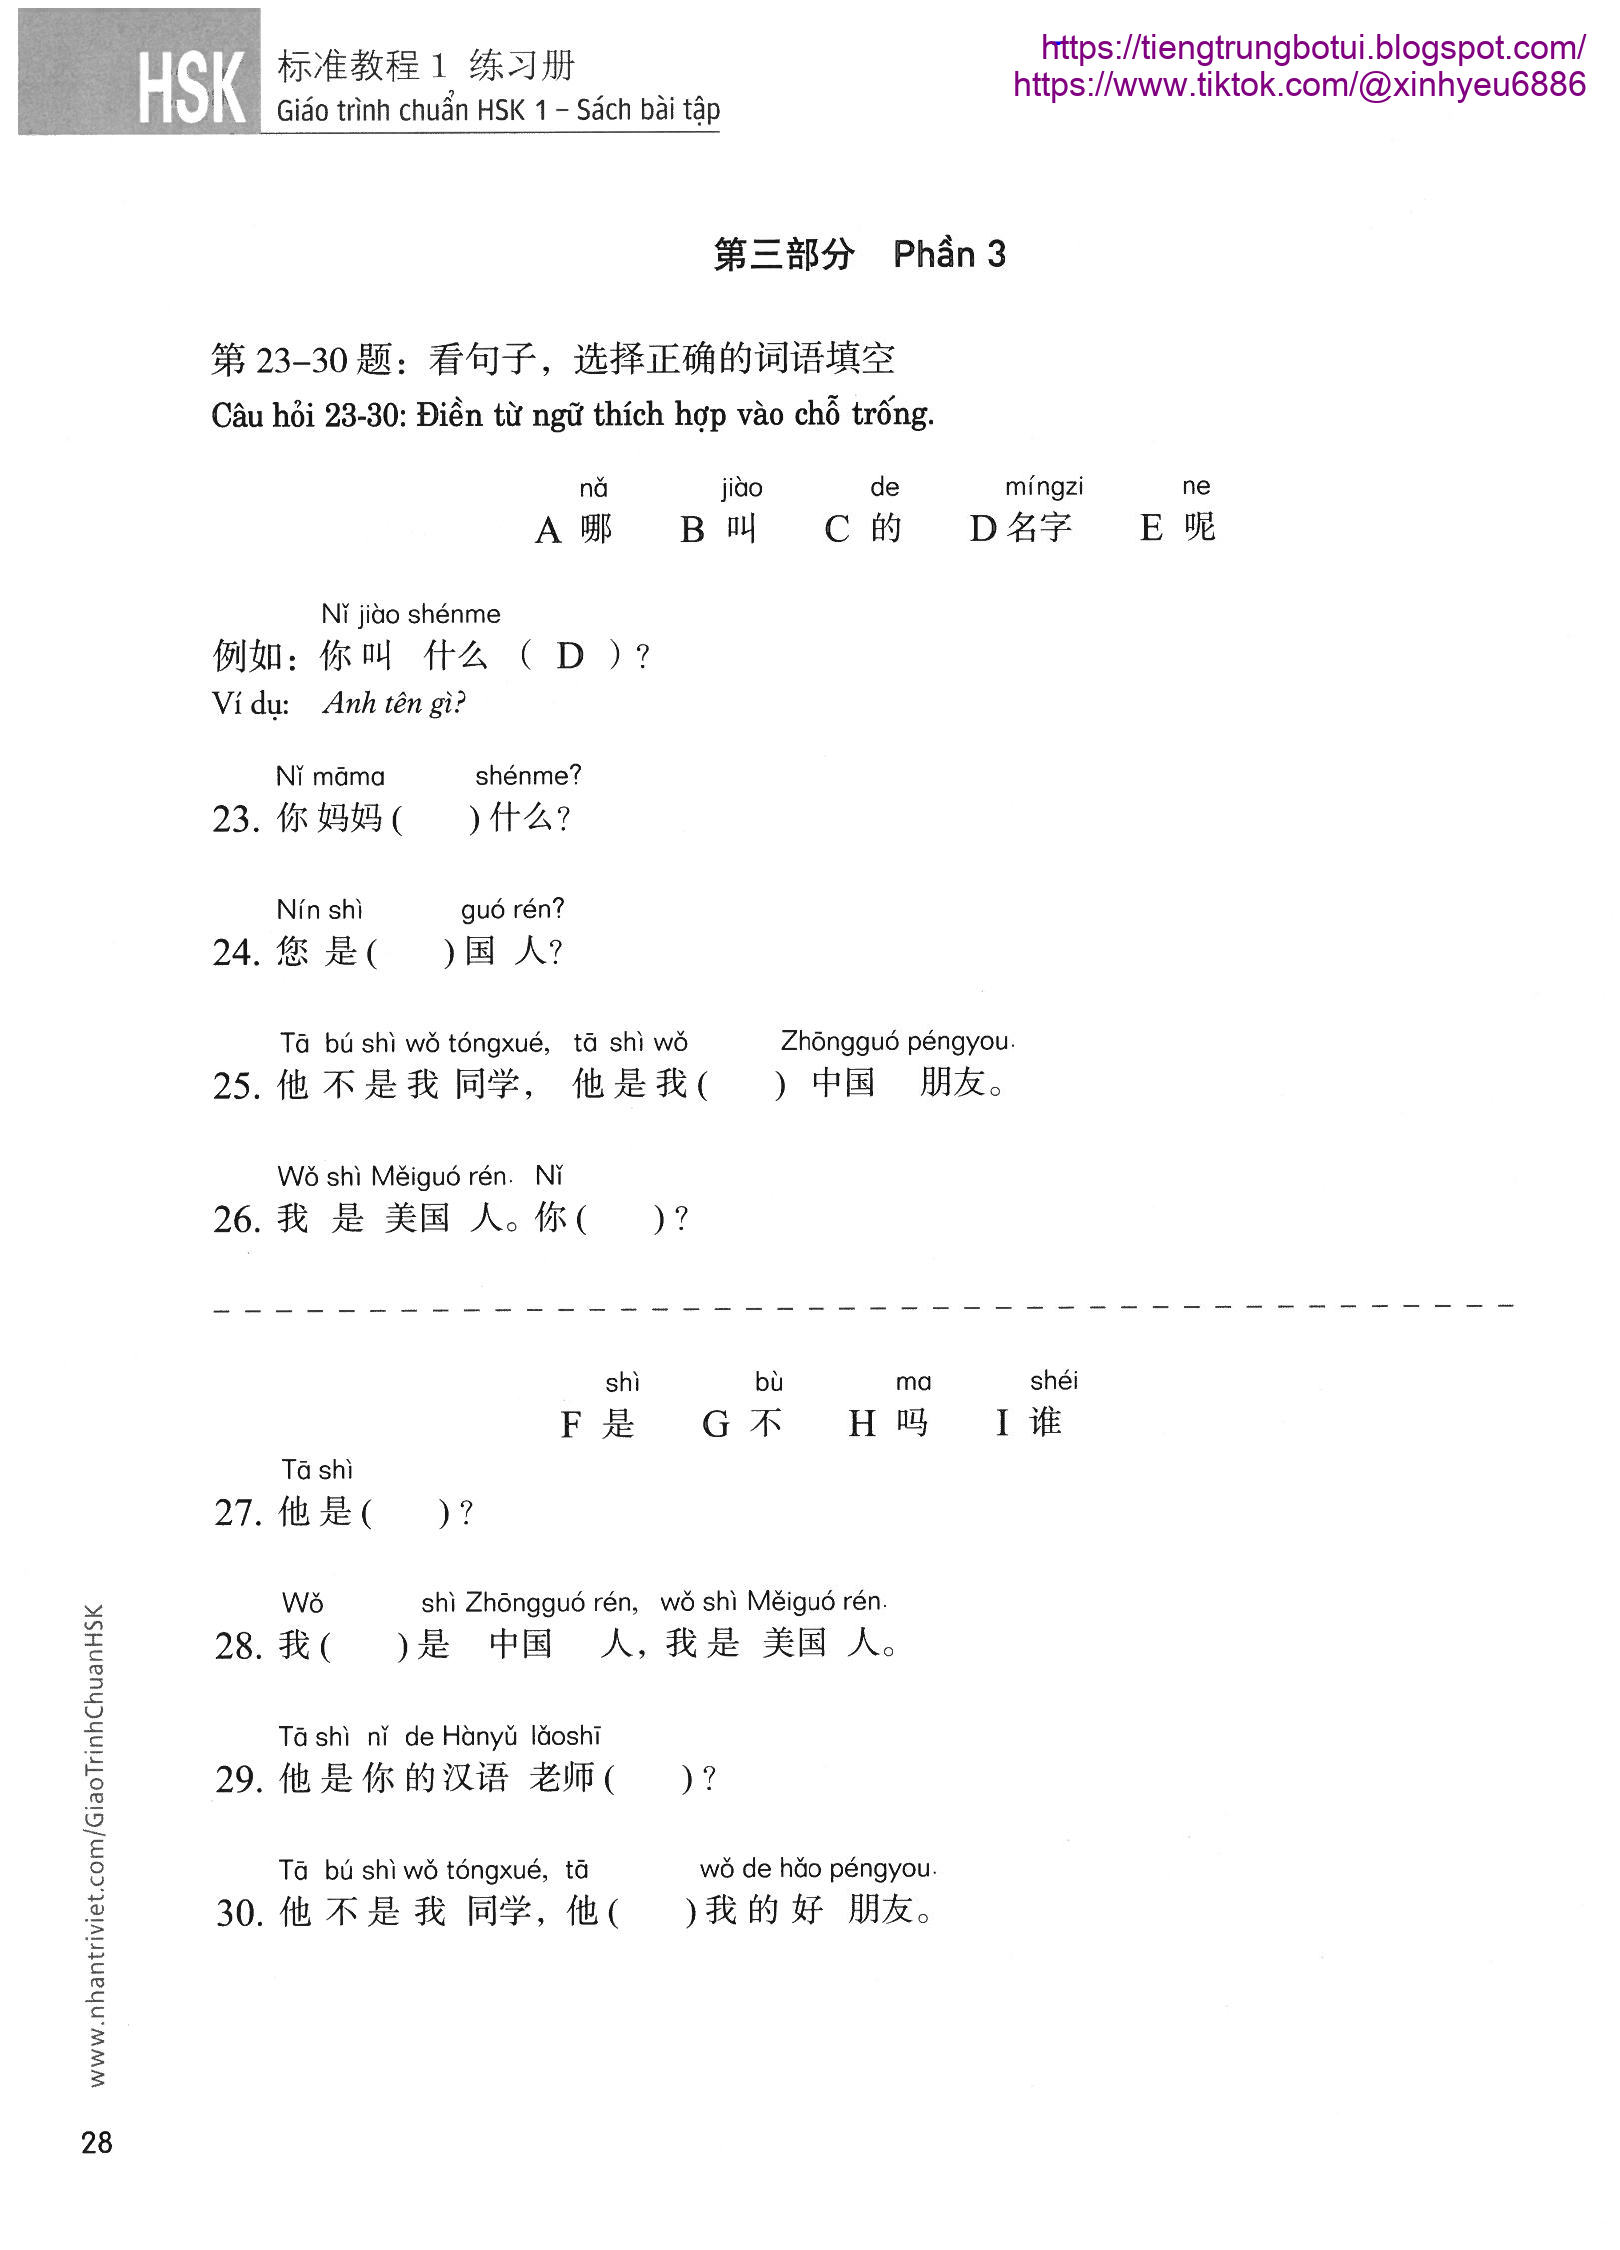 https://tiengtrungbotui.blogspot.com/
https://www.tiktok.com/@xinhyeu6886
HSK 标准教程 1 练习册
Giáo trình chuẩn HSK 1 – Sách bài tập
第三部分 Phần 3
第 23–30 题：看句子，选择正确的词语填空
Câu hỏi 23-30: Điền từ ngữ thích hợp vào chỗ trống.
nǎ jiào de míngzi ne
A 哪 B 叫 C 的 D 名字 E 呢
Nǐ jiào shénme
例如：你叫 什么 （ D ）？
Ví dụ: Anh tên gì?
Nǐ māma shénme?
23. 你妈妈 ( ) 什么？
Nín shì guó rén?
24. 您 是 ( ) 国 人？
Tā bú shì wǒ tóngxué, tā shì wǒ Zhōngguó péngyou.
25. 他 不 是 我 同学， 他 是 我 ( ) 中国 朋友。
Wǒ shì Měiguó rén. Nǐ
26. 我 是 美国 人。你 ( )？
shì bù ma shéi
F 是 G 不 H 吗 I 谁
Tā shì
27. 他 是 ( )？
Wǒ shì Zhōngguó rén, wǒ shì Měiguó rén.
28. 我 ( ) 是 中国 人，我 是 美国 人。
Tā shì nǐ de Hànyǔ lǎoshī
29. 他 是 你 的 汉语 老师 ( )？
Tā bú shì wǒ tóngxué, tā wǒ de hǎo péngyou.
30. 他 不 是 我 同学，他 ( ) 我 的 好 朋友。
www.nhantriviet.com/GiaoTrinhChuanHSK
28